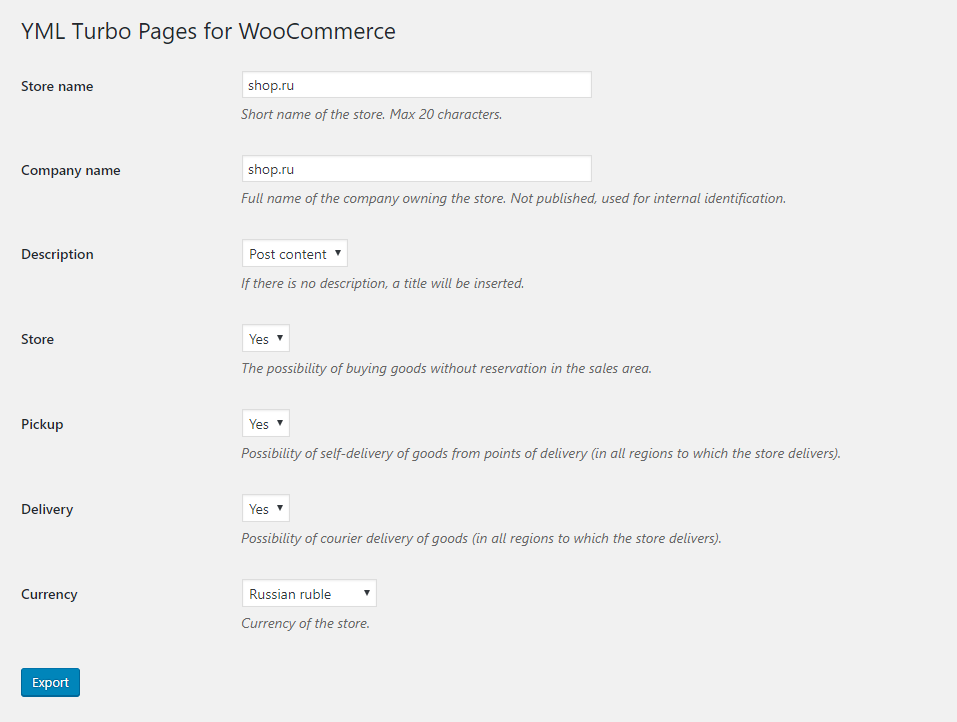 YML Turbo Pages for WooCommerce
Store name
shop.ru
Short name of the store. Max 20 characters.
Company name
shop.ru
Full name of the company owning the store. Not published, used for internal identification.
Description
Post content
If there is no description, a title will be inserted.
Store
Yes
The possibility of buying goods without reservation in the sales area.
Pickup
Yes
Possibility of self-delivery of goods from points of delivery (in all regions to which the store delivers).
Delivery
Yes
Possibility of courier delivery of goods (in all regions to which the store delivers).
Currency
Russian ruble
Currency of the store.
Export